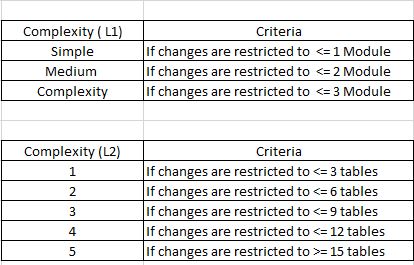 Complexity ( L1) Criteria
Simple If changes are restricted to <= 1 Module
Medium If changes are restricted to <= 2 Module
Complexity If changes are restricted to <= 3 Module
Complexity (L2) Criteria
1 If changes are restricted to <= 3 tables
2 If changes are restricted to <= 6 tables
3 If changes are restricted to <= 9 tables
4 If changes are restricted to <= 12 tables
5 If changes are restricted to >= 15 tables